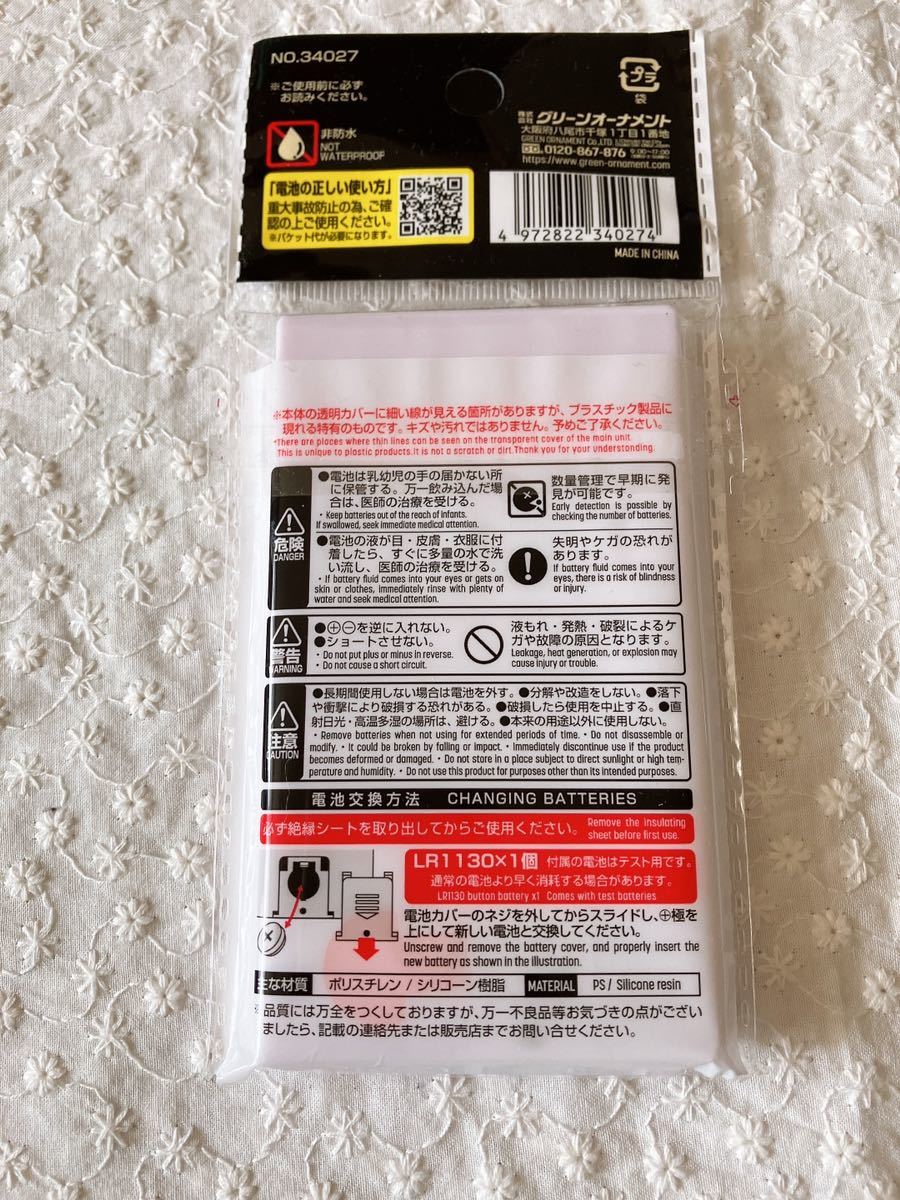 NO.34027
※ご使用前に必ず
お読みください。
プラ
袋
株式会社 グリーンオーナメント
大阪府八尾市千塚1丁目1番地
GREEN ORNAMENT Co.,LTD.
0120-867-876 9:00〜17:00
https://www.green-ornament.com
非防水
NOT
WATERPROOF
「電池の正しい使い方」
重大事故防止の為、ご確
認の上ご使用ください。
※パケット代が必要になります。
4 972822 340274
MADE IN CHINA
※本体の透明カバーに細い線が見える箇所がありますが、プラスチック製品に
現れる特有のものです。キズや汚れではありません。予めご了承ください。
*There are places where thin lines can be seen on the transparent cover of the main unit.
This is unique to plastic products.It is not a scratch or dirt.Thank you for your understanding.
危険
DANGER
●電池は乳幼児の手の届かない所
に保管する。万一飲み込んだ場
合は、医師の治療を受ける。
・Keep batteries out of the reach of infants.
If swallowed, seek immediate medical attention.
数量管理で早期に発
見が可能です。
Early detection is possible by
checking the number of batteries.
●電池の液が目・皮膚・衣服に付
着したら、すぐに多量の水で洗
い流し、医師の治療を受ける。
・If battery fluid comes into your eyes or gets on
skin or clothes, immediately rinse with plenty of
water and seek medical attention.
失明やケガの恐れが
あります。
If battery fluid comes into your
eyes, there is a risk of blindness
or injury.
警告
WARNING
●⊕⊖を逆に入れない。
●ショートさせない。
・Do not put plus or minus in reverse.
・Do not cause a short circuit.
液もれ・発熱・破裂によるケ
ガや故障の原因となります。
Leakage, heat generation, or explosion may
cause injury or trouble.
注意
CAUTION
●長期間使用しない場合は電池を外す。●分解や改造をしない。●落下
や衝撃により破損する恐れがある。●破損したら使用を中止する。●直
射日光・高温多湿の場所は、避ける。●本来の用途以外に使用しない。
・Remove batteries when not using for extended periods of time.・Do not disassemble or
modify.・It could be broken by falling or impact.・Immediately discontinue use if the product
becomes deformed or damaged.・Do not store in a place subject to direct sunlight or high tem-
perature and humidity.・Do not use this product for purposes other than its intended purposes.
電池交換方法 CHANGING BATTERIES
必ず絶縁シートを取り出してからご使用ください。 Remove the insulating
sheet before first use.
LR1130×1個 付属の電池はテスト用です。
通常の電池より早く消耗する場合があります。
LR1130 button battery x1 Comes with test batteries
電池カバーのネジを外してからスライドし、⊕極を
上にして新しい電池と交換してください。
Unscrew and remove the battery cover, and properly insert the
new battery as shown in the illustration.
主な材質 ポリスチレン / シリコーン樹脂 MATERIAL PS / Silicone resin
※品質には万全をつくしておりますが、万一不良品等お気づきの点がござい
ましたら、記載の連絡先または販売店までお問い合せください。